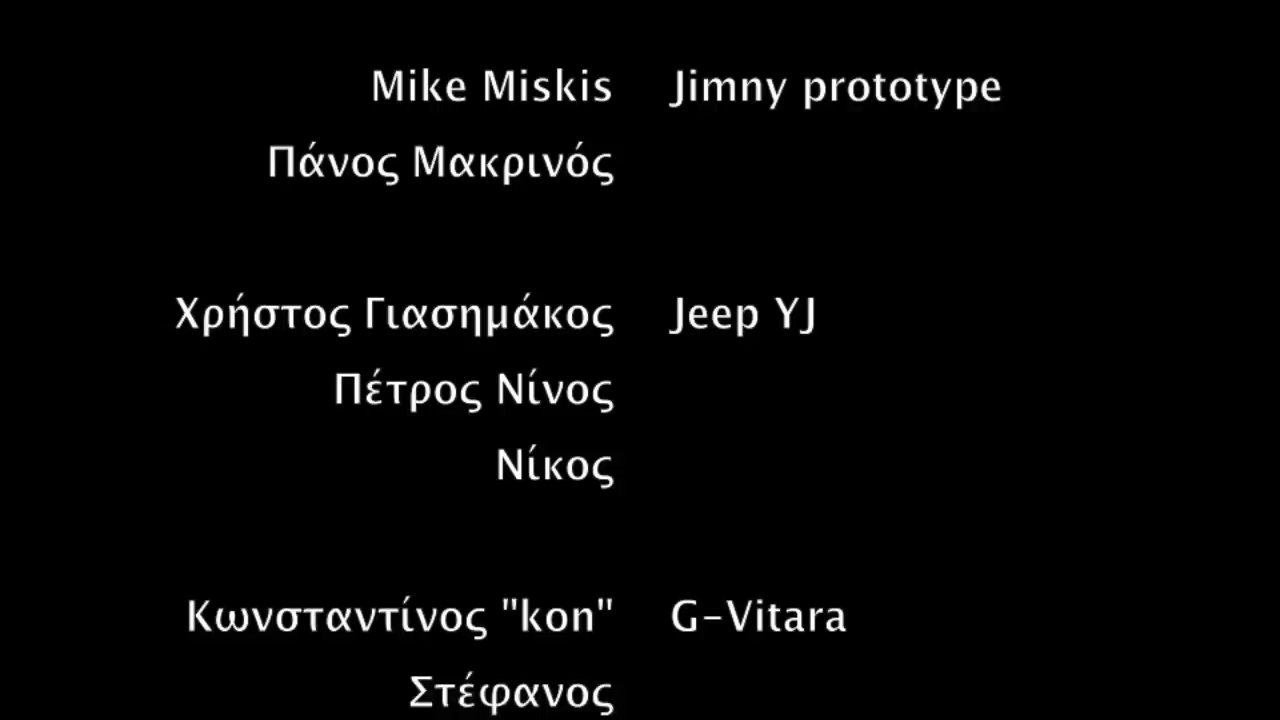 Mike Miskis Jimny prototype
Πάνος Μακρινός
Χρήστος Γιασημάκος Jeep YJ
Πέτρος Νίνος
Νίκος
Κωνσταντίνος "kon" G-Vitara
Στέφανος